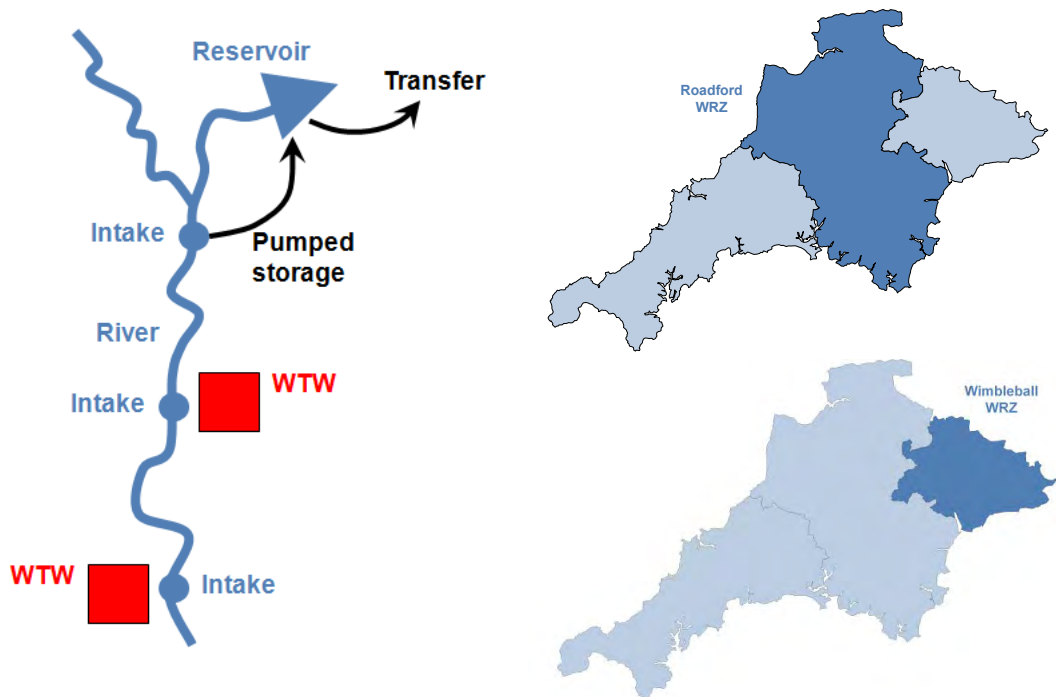 Reservoir
Transfer
Intake
Pumped
storage
River
Intake
WTW
WTW
Intake
Roadford
WRZ
Wimbleball
WRZ